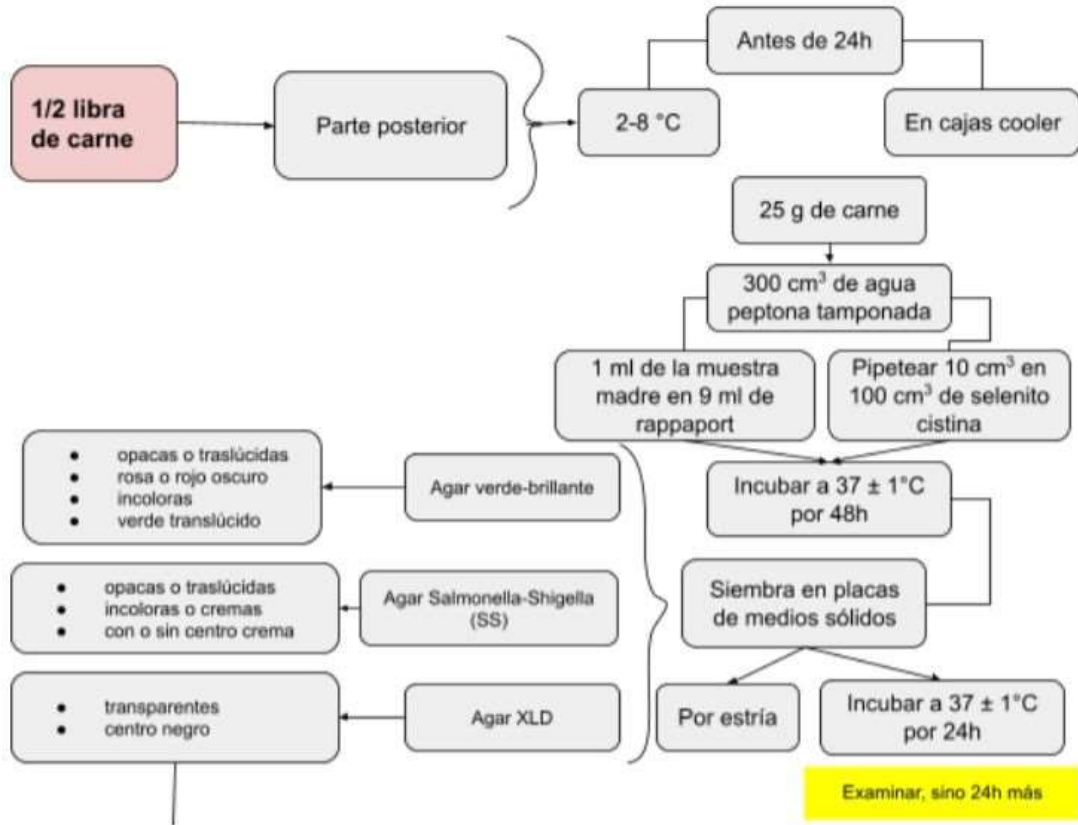 Antes de 24h
1/2 libra
de carne
Parte posterior
2-8 °C
En cajas cooler
25 g de carne
300 cm³ de agua
peptona tamponada
1 ml de la muestra
madre en 9 ml de
rappaport
Pipetear 10 cm³ en
100 cm³ de selenito
cistina
Incubar a 37 ± 1°C
por 48h
Siembra en placas
de medios sólidos
Por estría
Incubar a 37 ± 1°C
por 24h
Examinar, sino 24h más
Agar verde-brillante
● opacas o traslúcidas
● rosa o rojo oscuro
● incoloras
● verde translúcido
Agar Salmonella-Shigella
(SS)
● opacas o traslúcidas
● incoloras o cremas
● con o sin centro crema
Agar XLD
● transparentes
● centro negro